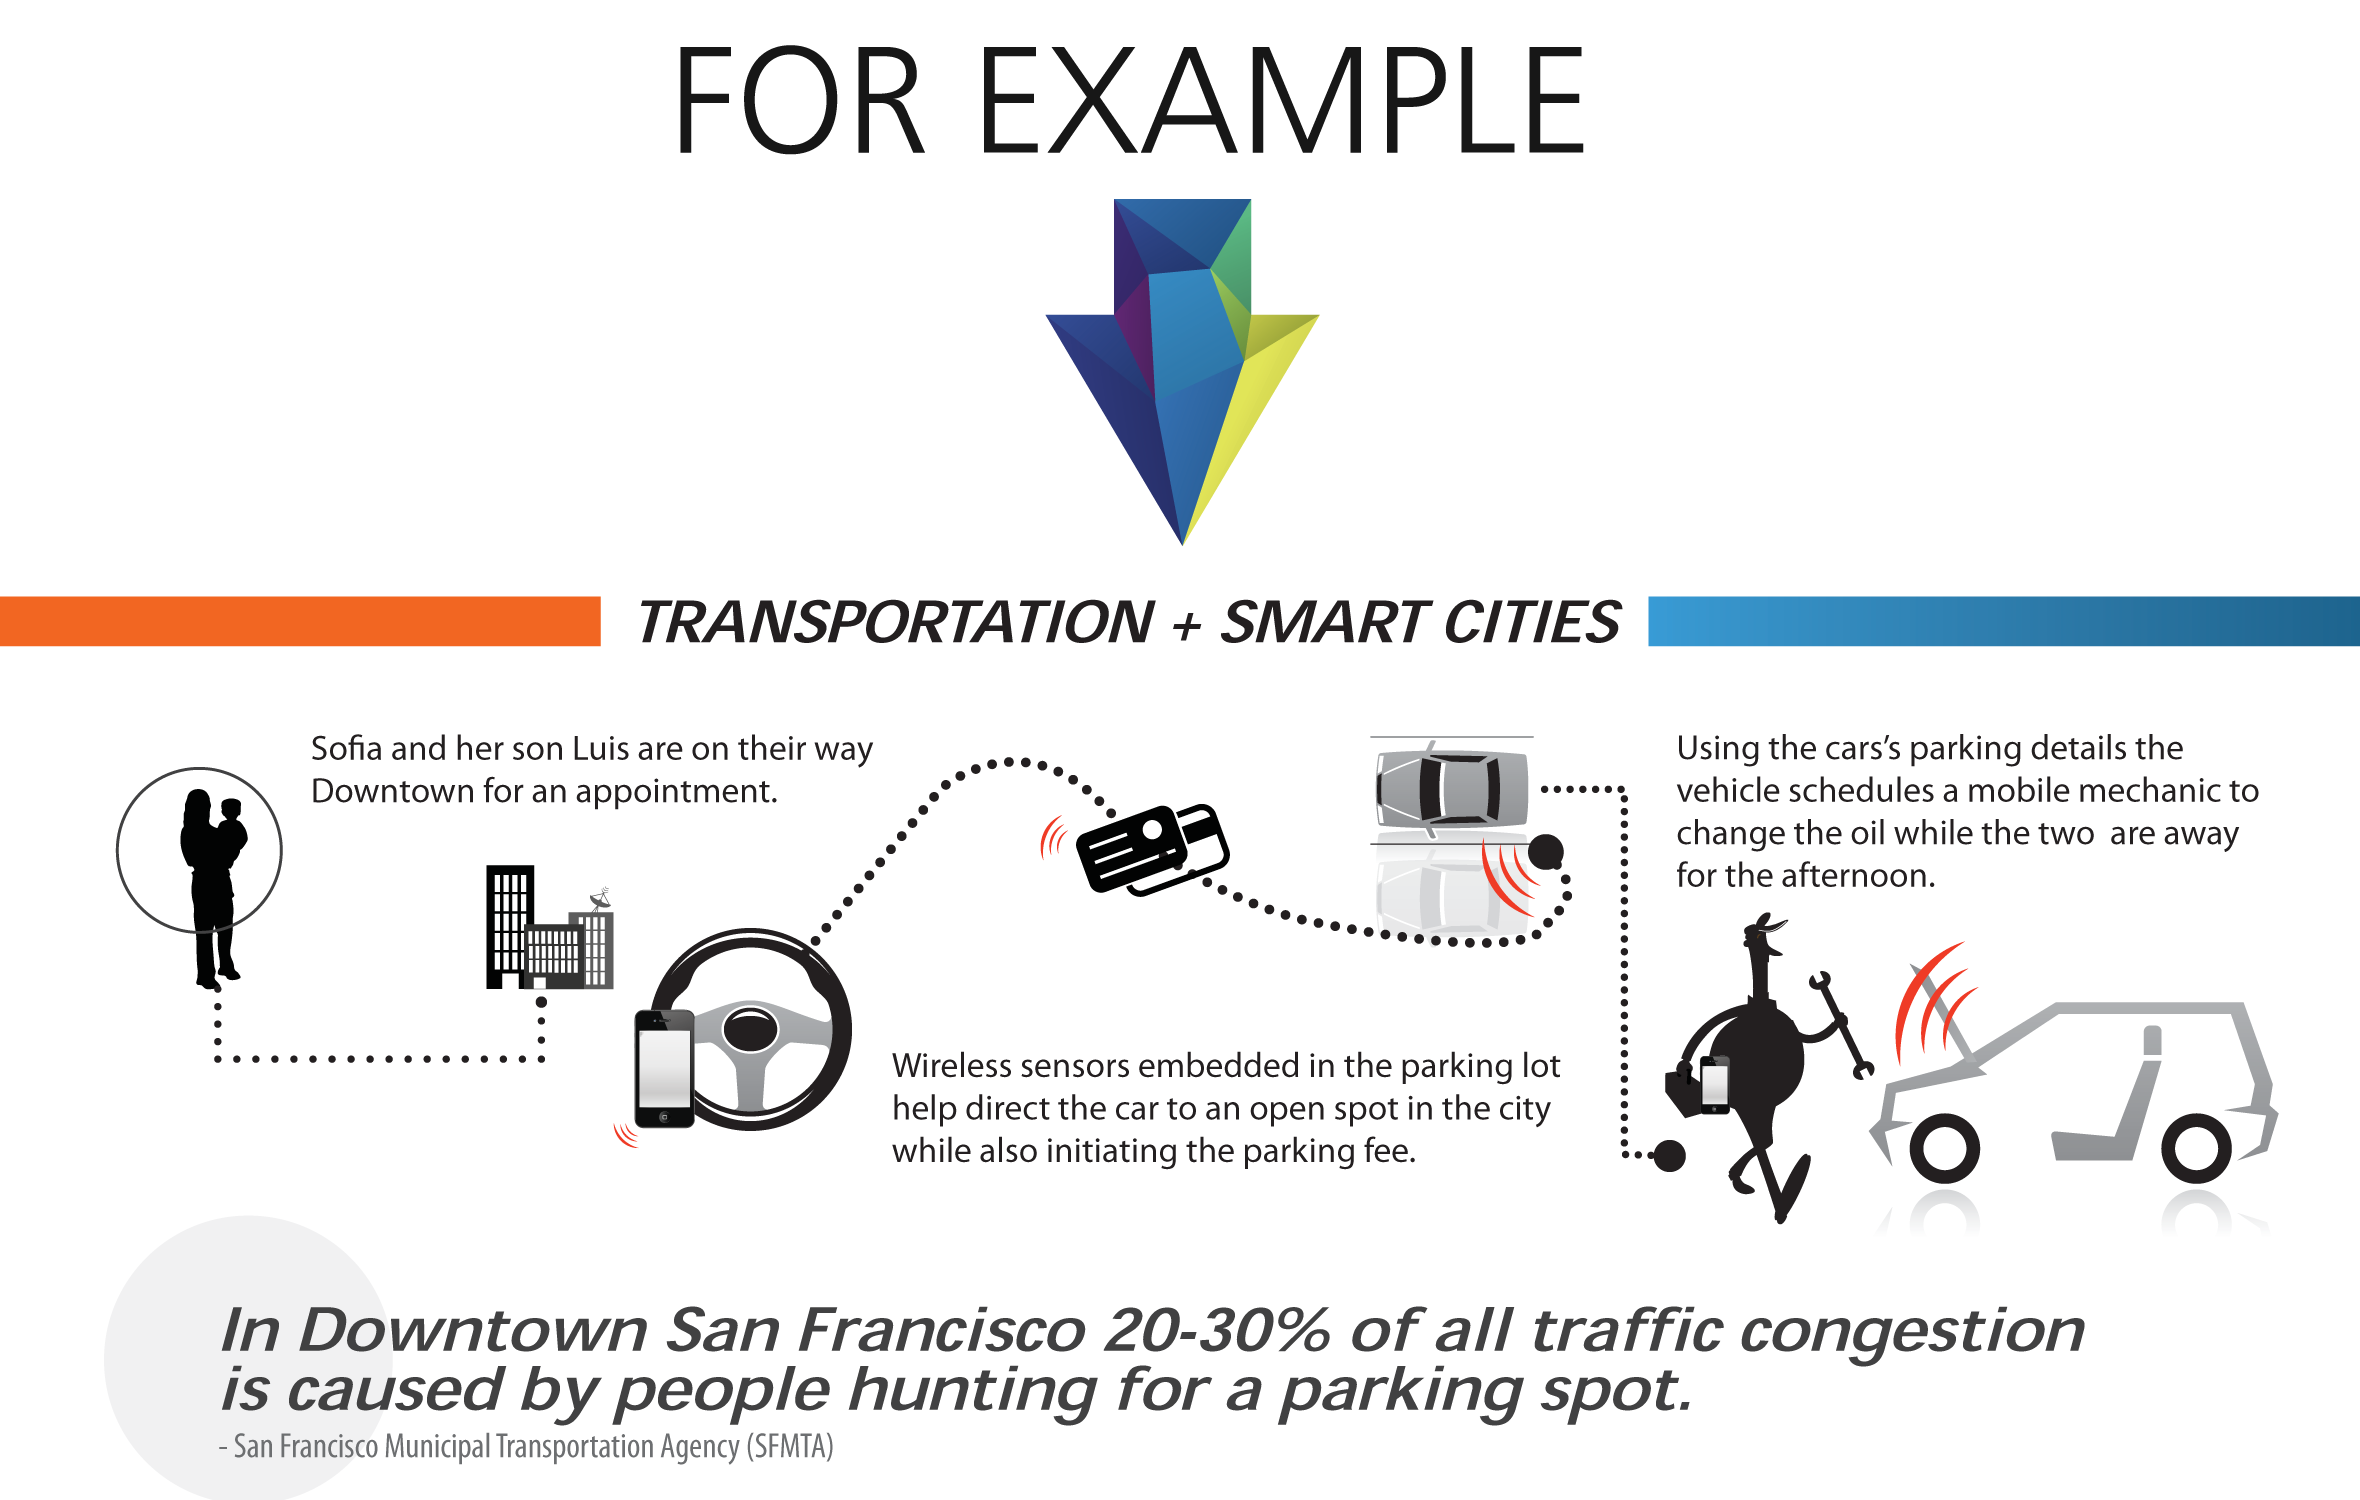 FOR EXAMPLE
TRANSPORTATION + SMART CITIES
Sofia and her son Luis are on their way
Downtown for an appointment.
Wireless sensors embedded in the parking lot
help direct the car to an open spot in the city
while also initiating the parking fee.
Using the cars's parking details the
vehicle schedules a mobile mechanic to
change the oil while the two are away
for the afternoon.
In Downtown San Francisco 20-30% of all traffic congestion
is caused by people hunting for a parking spot.
- San Francisco Municipal Transportation Agency (SFMTA)